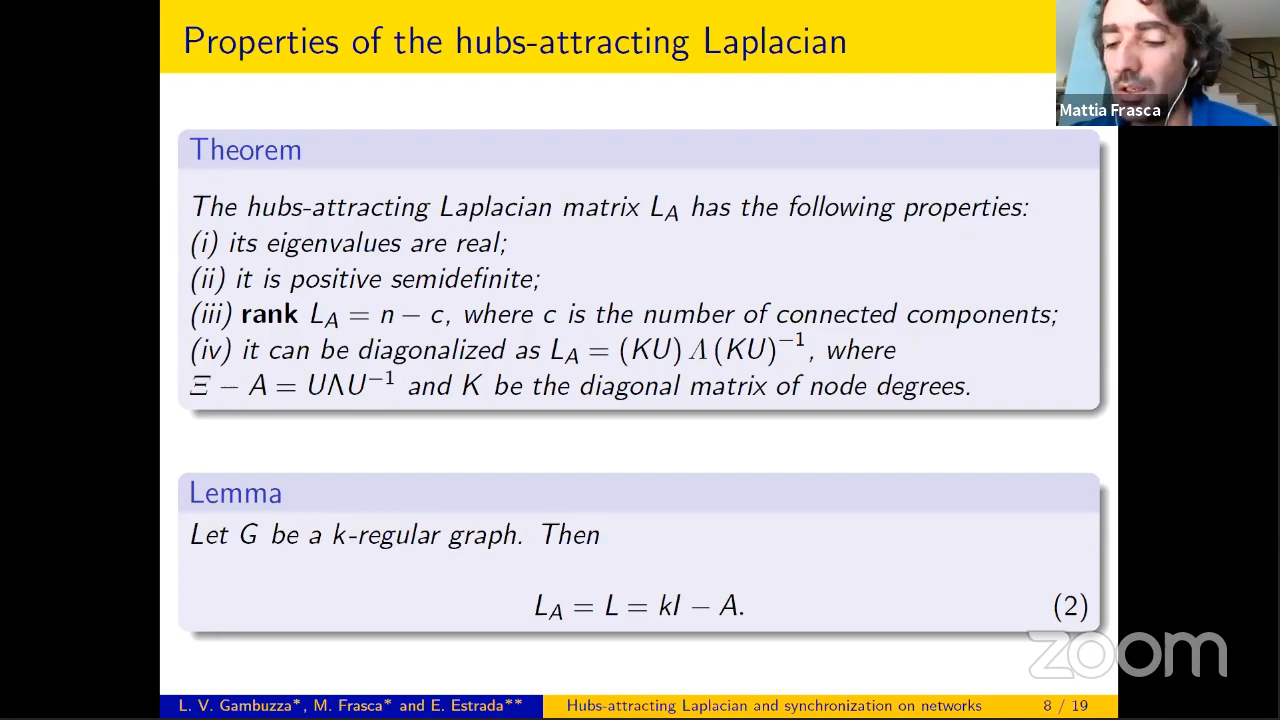 Properties of the hubs-attracting Laplacian
Mattia Frasca
Theorem
The hubs-attracting Laplacian matrix L_A has the following properties:
(i) its eigenvalues are real;
(ii) it is positive semidefinite;
(iii) rank L_A = n − c, where c is the number of connected components;
(iv) it can be diagonalized as L_A = (KU) Λ (KU)⁻¹, where
Ξ − A = UΛU⁻¹ and K be the diagonal matrix of node degrees.
Lemma
Let G be a k-regular graph. Then
L_A = L = kI − A. (2)
zoom
L. V. Gambuzza*, M. Frasca* and E. Estrada** Hubs-attracting Laplacian and synchronization on networks 8 / 19